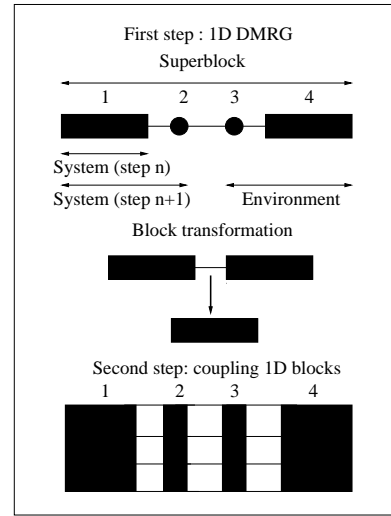 First step : 1D DMRG
Superblock
1 2 3 4
System (step n)
System (step n+1) Environment
Block transformation
Second step: coupling 1D blocks
1 2 3 4